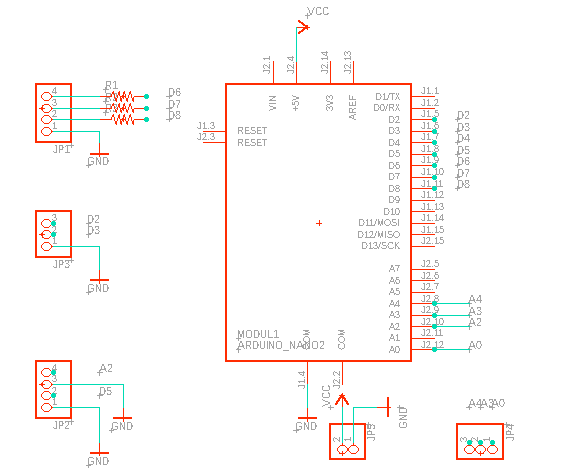 VCC
J2.1
J2.4
J2.14
J2.13
VIN
+5V
3V3
AREF
4
3
2
1
JP1
R1
D6
D7
D8
GND
J1.3
J2.3
RESET
RESET
D1/TX
D0/RX
D2
D3
D4
D5
D6
D7
D8
D9
D10
D11/MOSI
D12/MISO
D13/SCK
A7
A6
A5
A4
A3
A2
A1
A0
J1.1
J1.2
J1.5
J1.6
J1.7
J1.8
J1.9
J1.10
J1.11
J1.12
J1.13
J1.14
J1.15
J2.15
J2.5
J2.6
J2.7
J2.8
J2.9
J2.10
J2.11
J2.12
D2
D3
D4
D5
D6
D7
D8
A4
A3
A2
A0
3
2
1
JP3
D2
D3
GND
MODUL1
ARDUINO_NANO2
COM
COM
J1.4
J2.2
GND
4
3
2
1
JP2
A2
D5
GND
GND
VCC
GND
2
1
JP5
A4
A3
A0
3
2
1
JP4